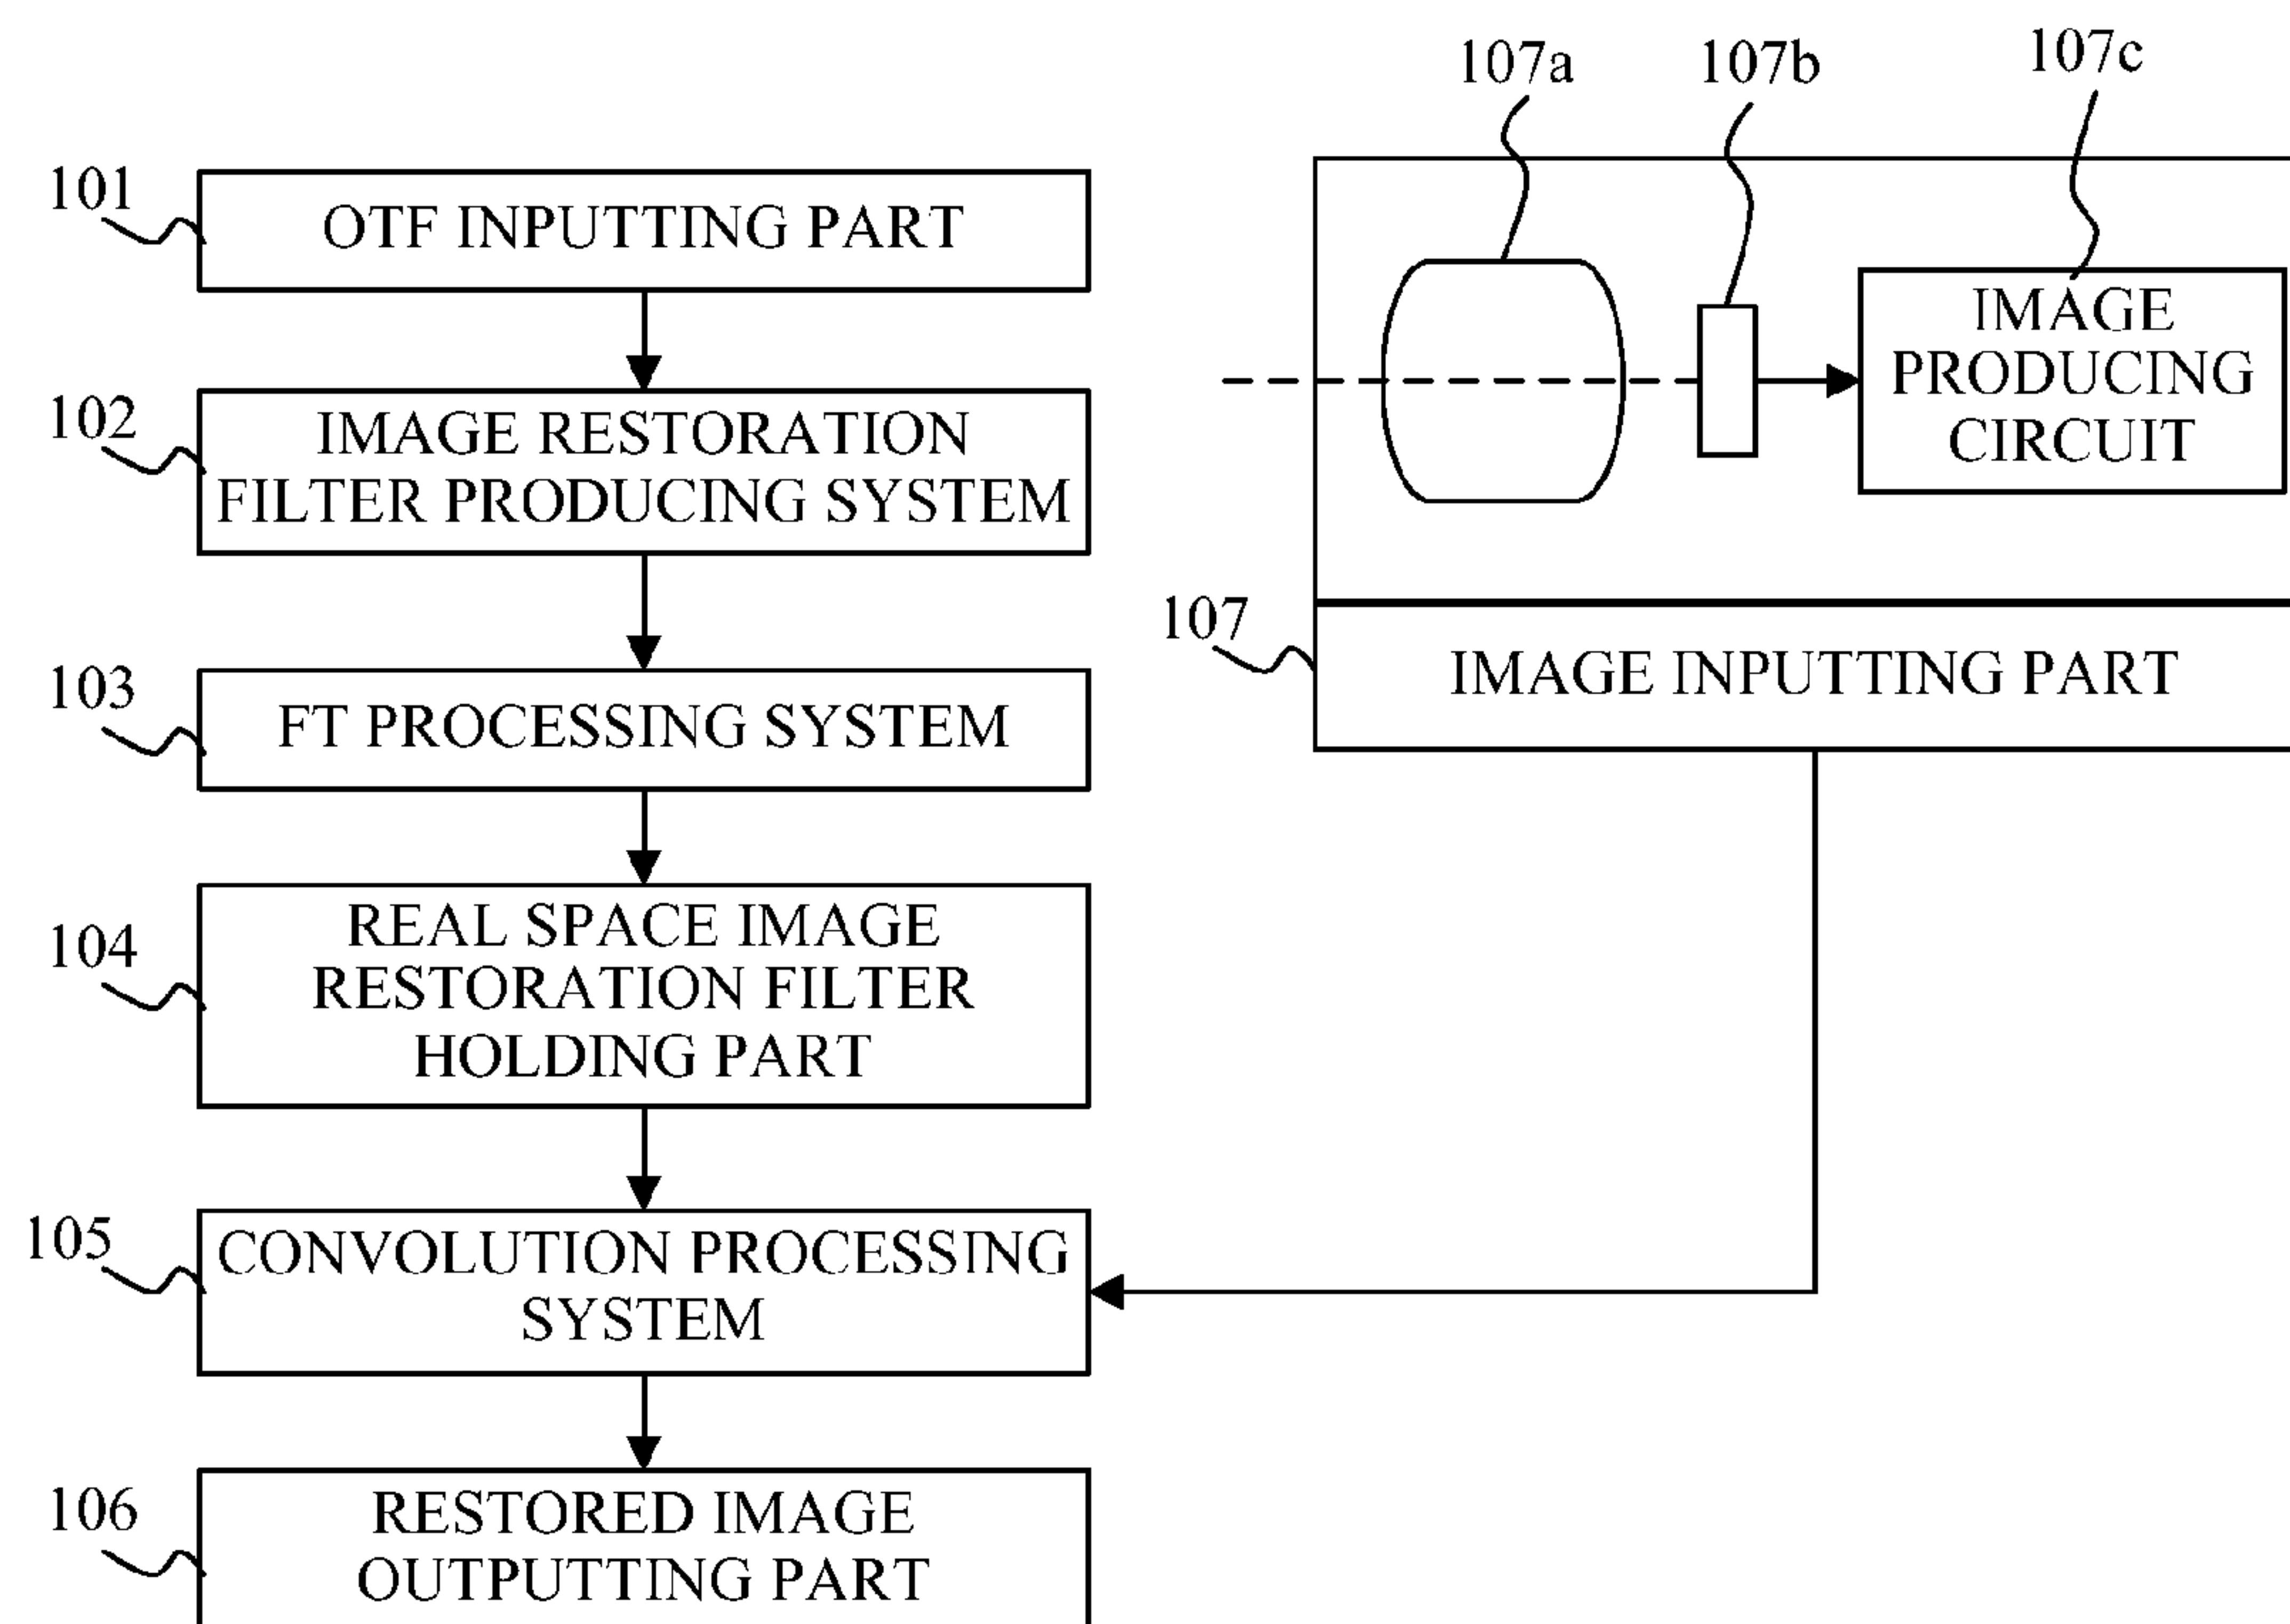 101
OTF INPUTTING PART
102
IMAGE RESTORATION
FILTER PRODUCING SYSTEM
103
FT PROCESSING SYSTEM
104
REAL SPACE IMAGE
RESTORATION FILTER
HOLDING PART
105
CONVOLUTION PROCESSING
SYSTEM
106
RESTORED IMAGE
OUTPUTTING PART
107a
107b
107c
IMAGE
PRODUCING
CIRCUIT
107
IMAGE INPUTTING PART